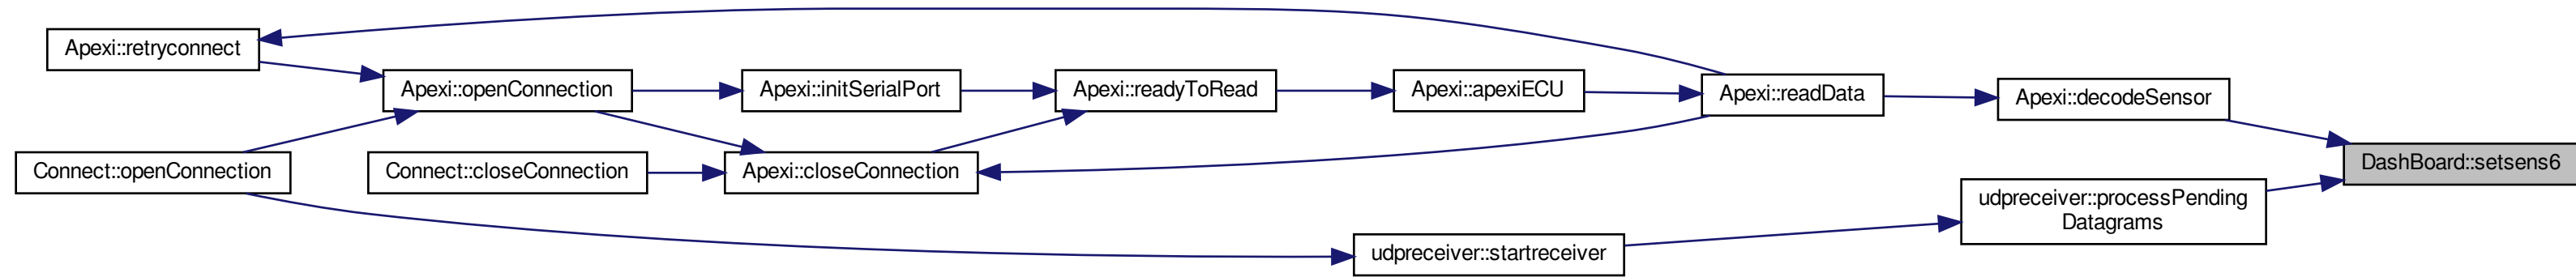 Apexi::retryconnect
Apexi::openConnection
Apexi::initSerialPort
Apexi::readyToRead
Apexi::apexiECU
Apexi::readData
Apexi::decodeSensor
Connect::openConnection
Connect::closeConnection
Apexi::closeConnection
DashBoard::setsens6
udpreceiver::processPending
Datagrams
udpreceiver::startreceiver